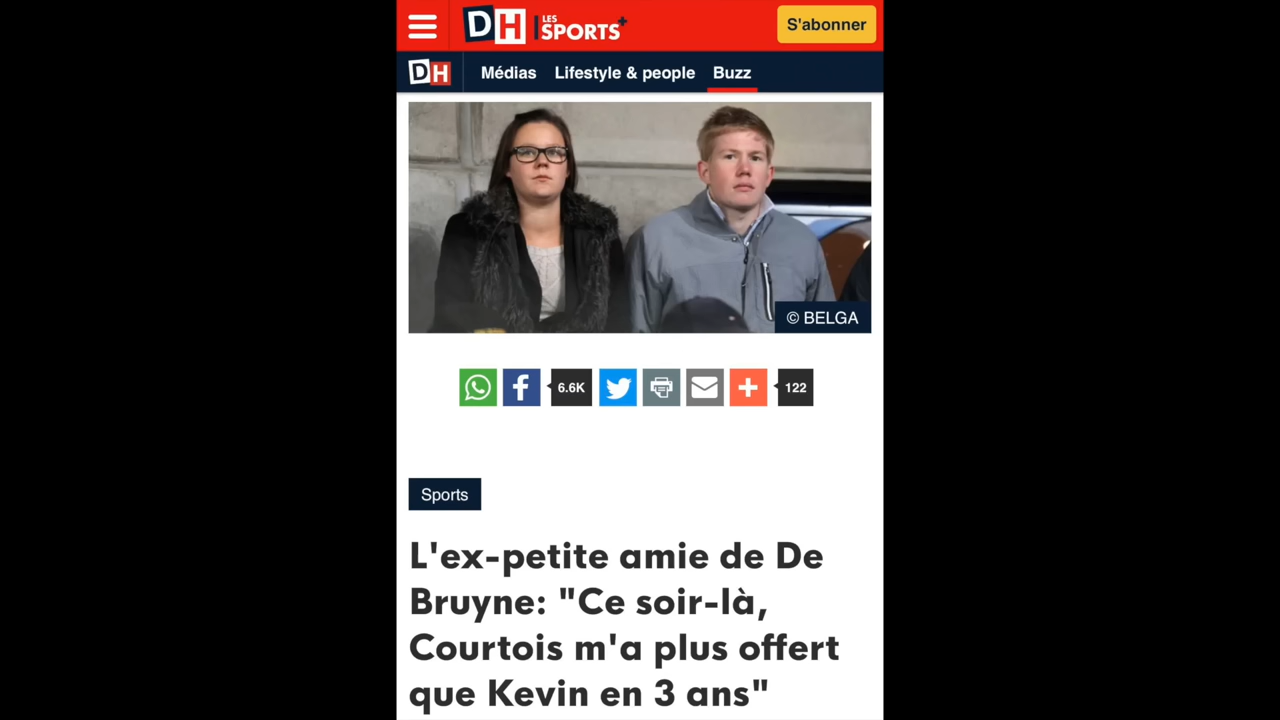 DH LES SPORTS+
S'abonner
DH Médias Lifestyle & people Buzz
© BELGA
6.6K 122
Sports
L'ex-petite amie de De
Bruyne: "Ce soir-là,
Courtois m'a plus offert
que Kevin en 3 ans"